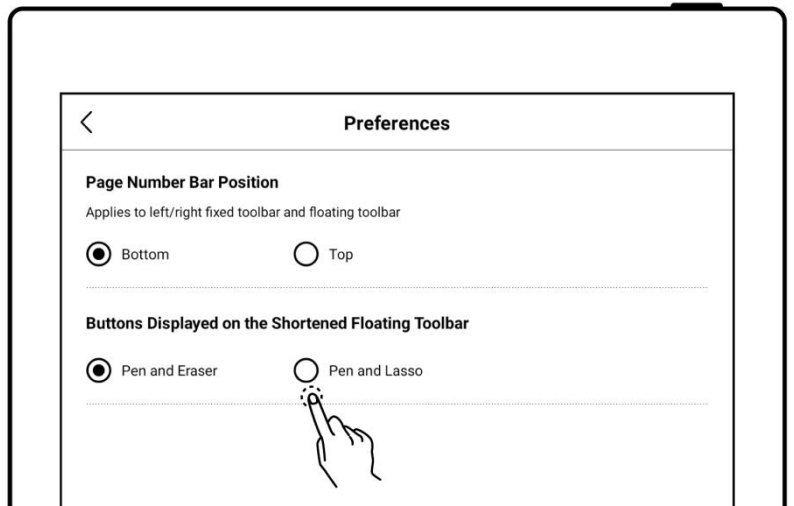 Preferences
Page Number Bar Position
Applies to left/right fixed toolbar and floating toolbar
Bottom Top
Buttons Displayed on the Shortened Floating Toolbar
Pen and Eraser Pen and Lasso